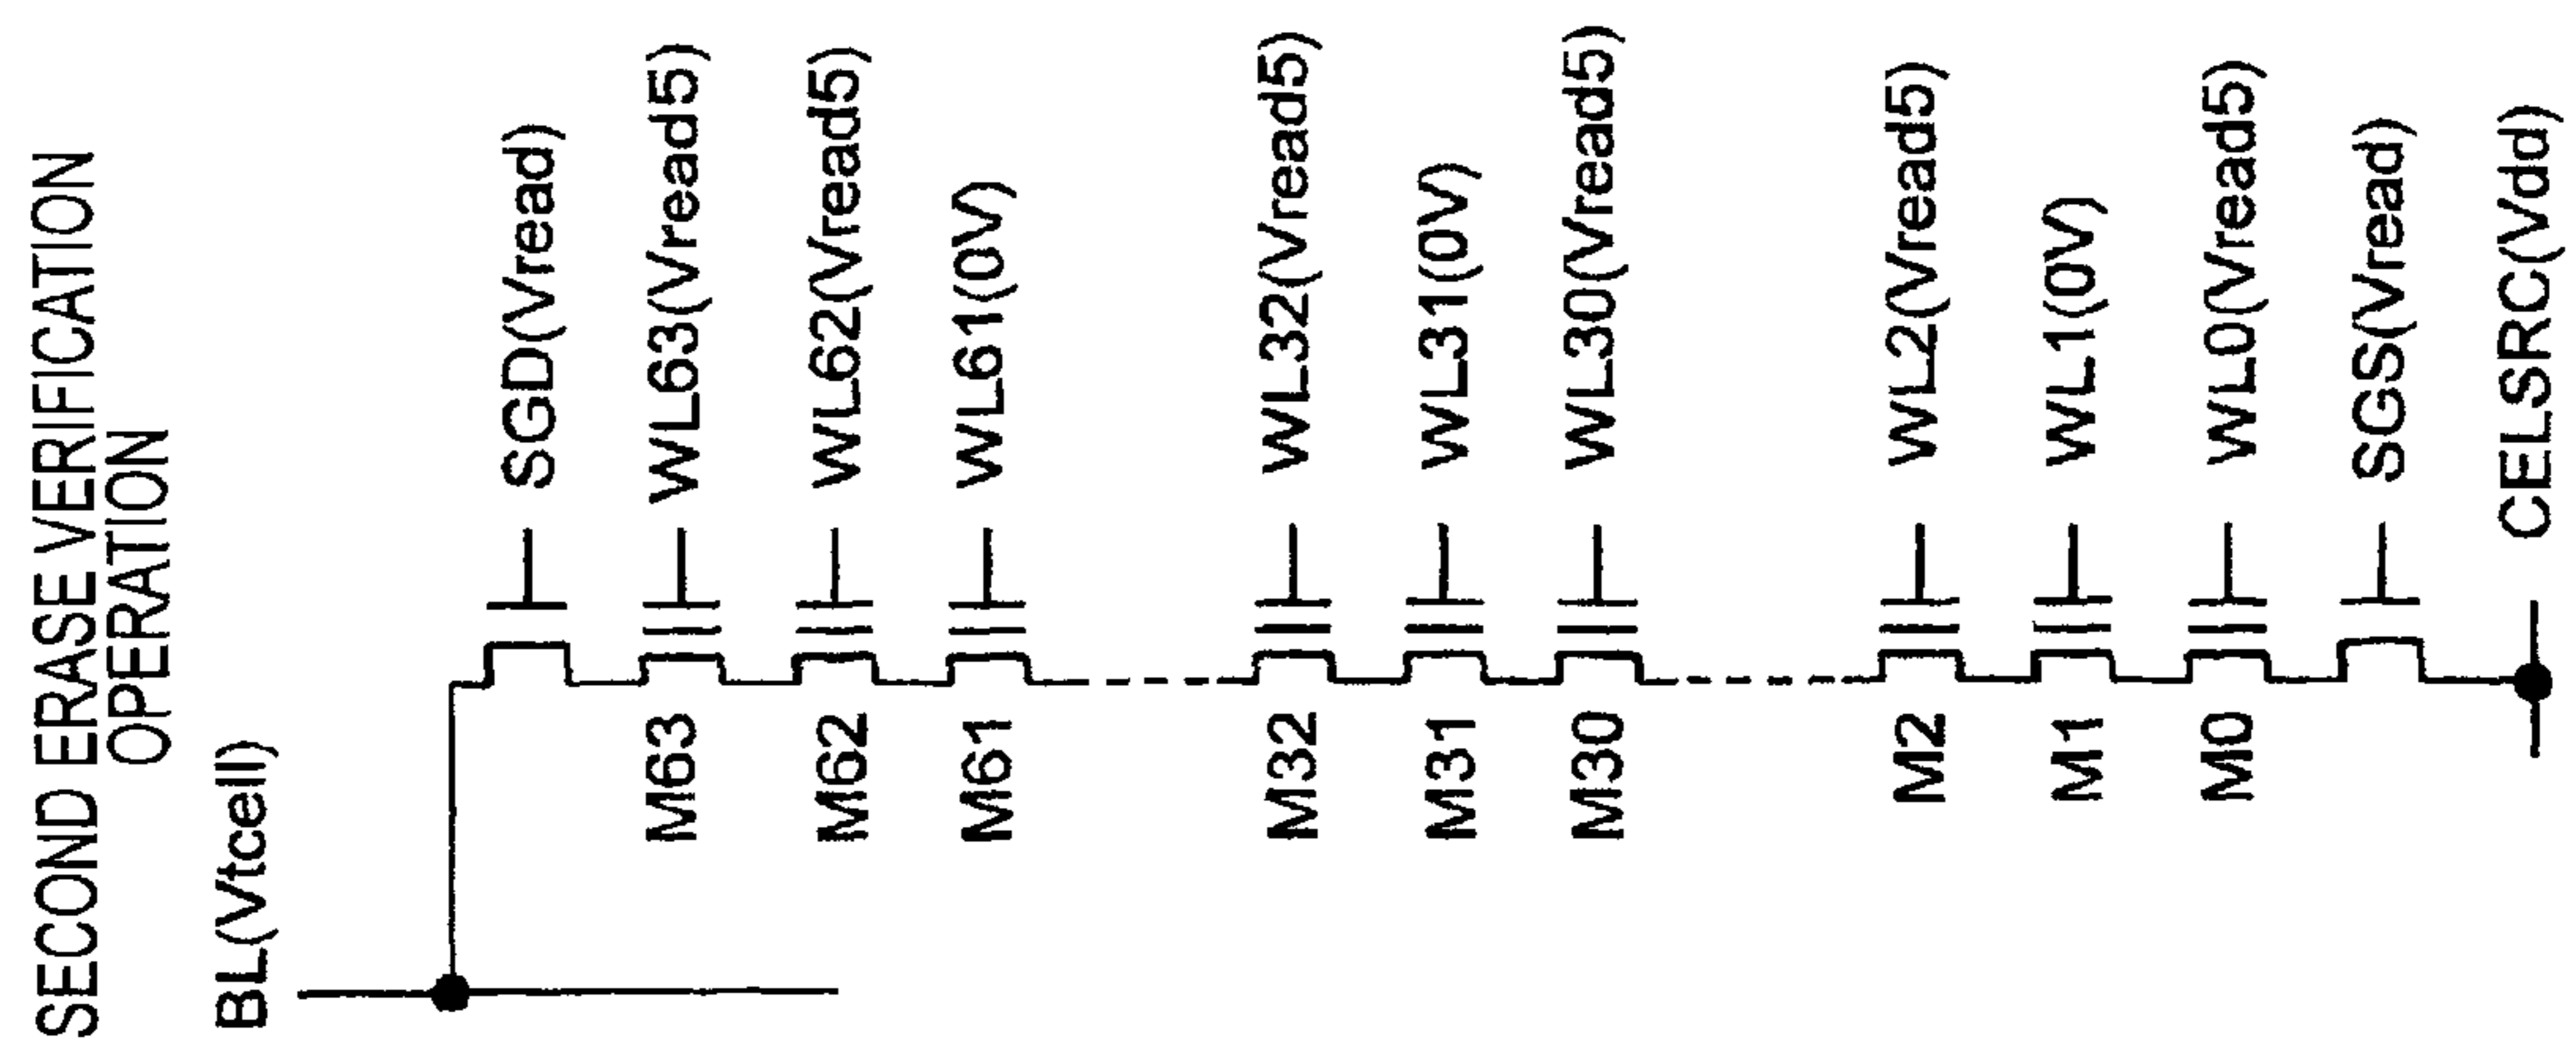 SECOND ERASE VERIFICATION
OPERATION
BL(Vtcell)
SGD(Vread)
M63
WL63(Vread5)
M62
WL62(Vread5)
M61
WL61(0V)
M32
WL32(Vread5)
M31
WL31(0V)
M30
WL30(Vread5)
M2
WL2(Vread5)
M1
WL1(0V)
M0
WL0(Vread5)
SGS(Vread)
CELSRC(Vdd)